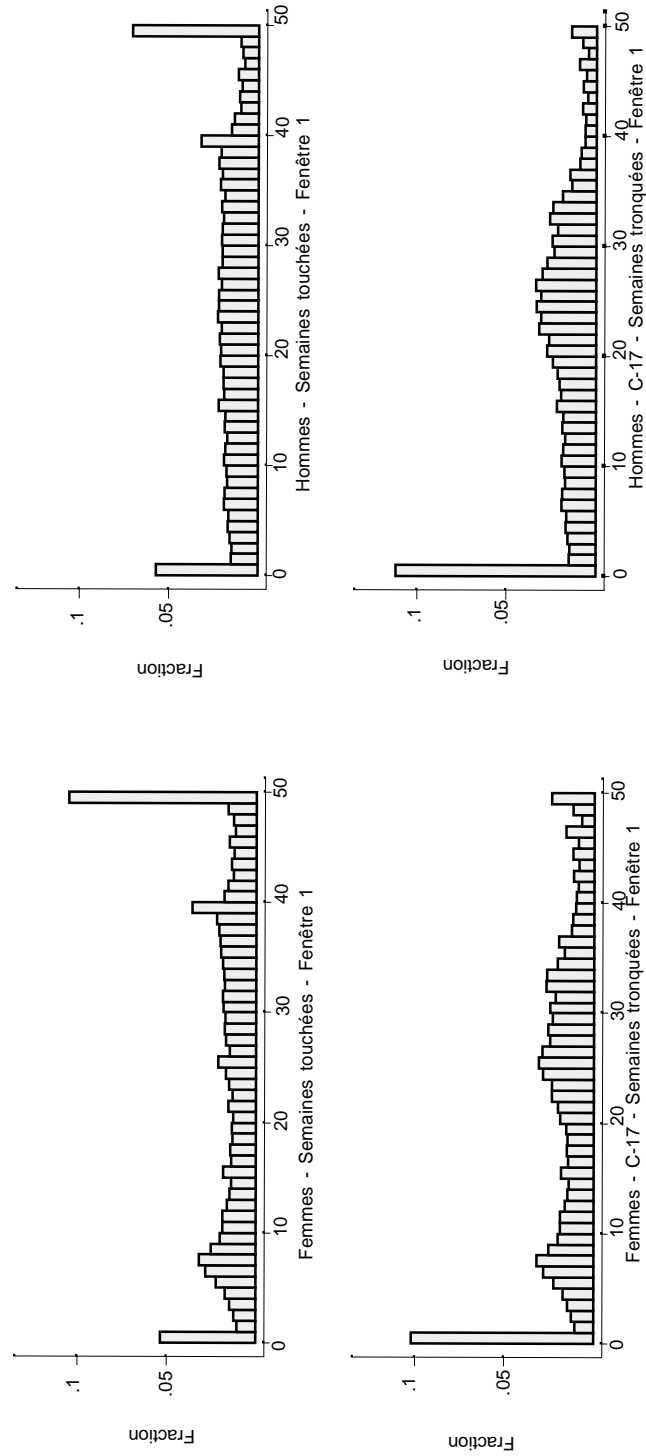 Fraction
.1
.05
0 10 20 30 40 50
Femmes - Semaines touchées - Fenêtre 1
Fraction
.1
.05
0 10 20 30 40 50
Hommes - Semaines touchées - Fenêtre 1
Fraction
.1
.05
0 10 20 30 40 50
Femmes - C-17 - Semaines tronquées - Fenêtre 1
Fraction
.1
.05
0 10 20 30 40 50
Hommes - C-17 - Semaines tronquées - Fenêtre 1